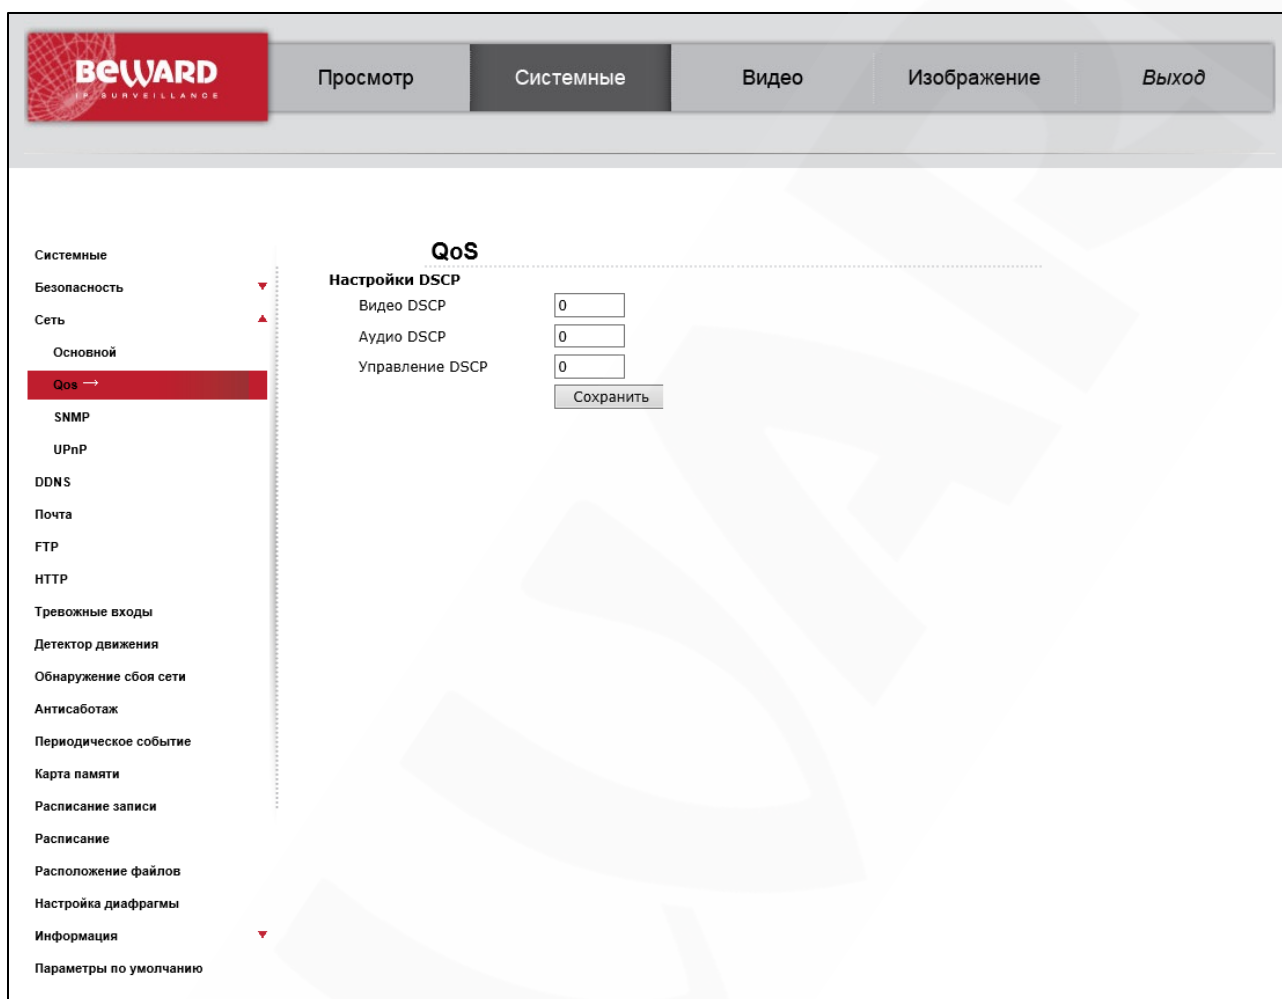 BEWARD
IP SURVEILLANCE
Просмотр
Системные
Видео
Изображение
Выход
Системные
Безопасность
Сеть
Основной
Qos →
SNMP
UPnP
DDNS
Почта
FTP
HTTP
Тревожные входы
Детектор движения
Обнаружение сбоя сети
Антисаботаж
Периодическое событие
Карта памяти
Расписание записи
Расписание
Расположение файлов
Настройка диафрагмы
Информация
Параметры по умолчанию
QoS
Настройки DSCP
Видео DSCP 0
Аудио DSCP 0
Управление DSCP 0
Сохранить